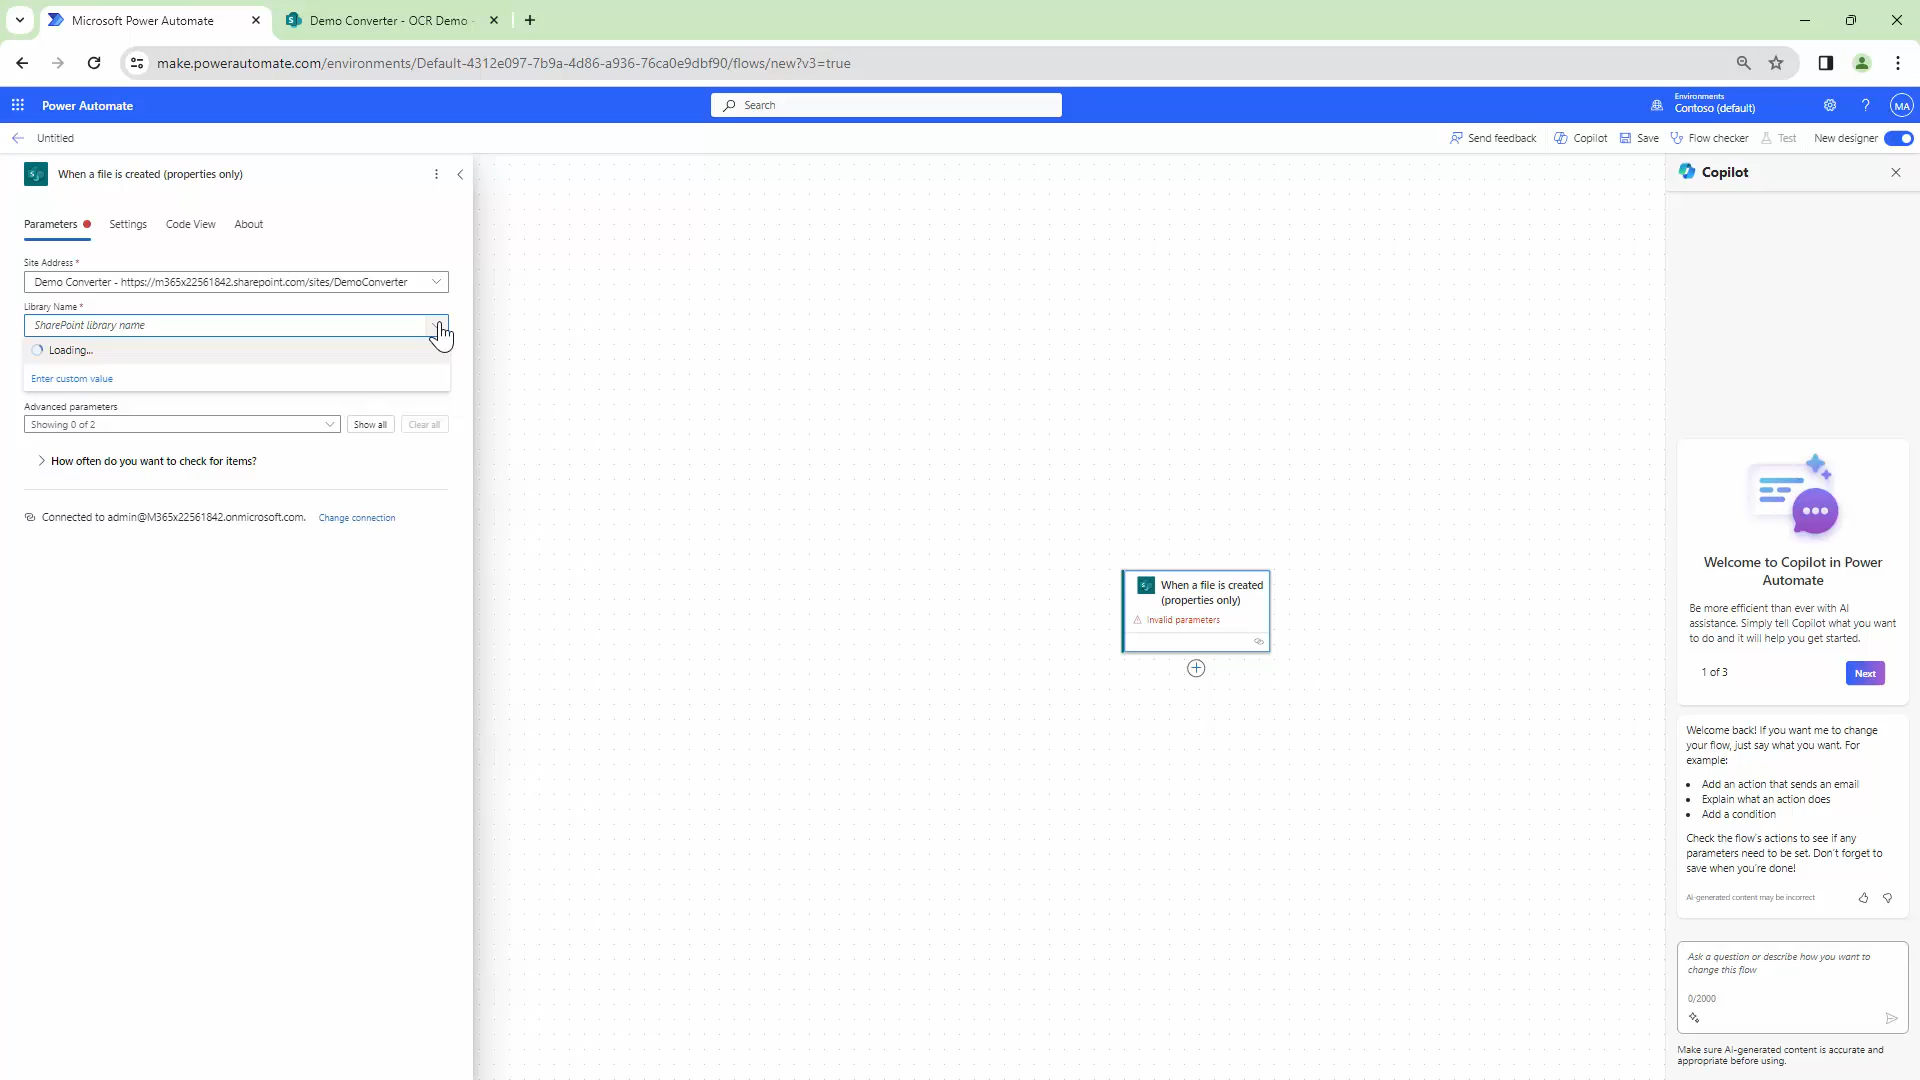 Microsoft Power Automate
Demo Converter - OCR Demo -
make.powerautomate.com/environments/Default-4312e097-7b9a-4d86-a936-76ca0e9dbf90/flows/new?v3=true
Power Automate
Search
Environments
Contoso (default)
MA
Untitled
Send feedback
Copilot
Save
Flow checker
Test
New designer
When a file is created (properties only)
Copilot
Parameters
Settings
Code View
About
Site Address *
Demo Converter - https://m365x22561842.sharepoint.com/sites/DemoConverter
Library Name *
SharePoint library name
Loading...
Enter custom value
Advanced parameters
Showing 0 of 2
Show all
Clear all
How often do you want to check for items?
Connected to admin@M365x22561842.onmicrosoft.com.
Change connection
When a file is created
(properties only)
Invalid parameters
Welcome to Copilot in Power
Automate
Be more efficient than ever with AI
assistance. Simply tell Copilot what you want
to do and it will help you get started.
1 of 3
Next
Welcome back! If you want me to change
your flow, just say what you want. For
example:
• Add an action that sends an email
• Explain what an action does
• Add a condition
Check the flow's actions to see if any
parameters need to be set. Don't forget to
save when you're done!
AI-generated content may be incorrect
Ask a question or describe how you want to
change this flow
0/2000
Make sure AI-generated content is accurate and
appropriate before using.